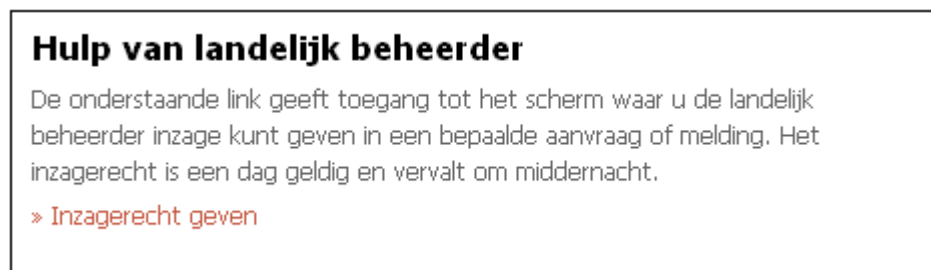 Hulp van landelijk beheerder
De onderstaande link geeft toegang tot het scherm waar u de landelijk
beheerder inzage kunt geven in een bepaalde aanvraag of melding. Het
inzagerecht is een dag geldig en vervalt om middernacht.
» Inzagerecht geven